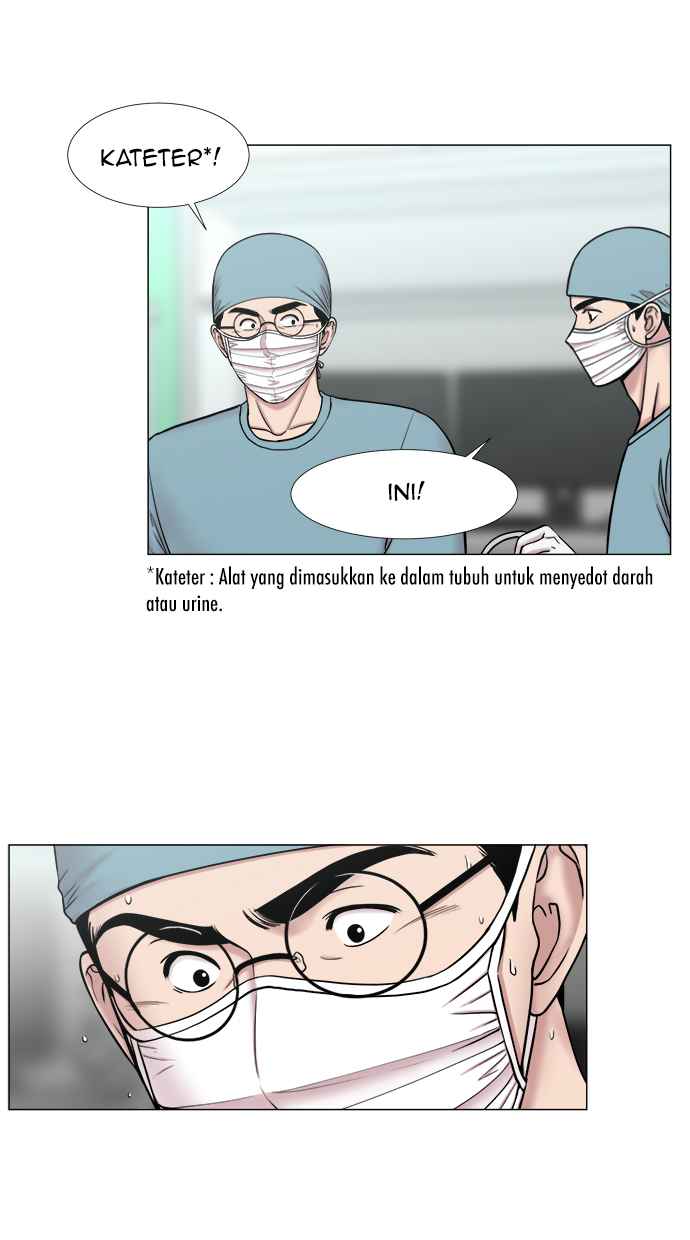 KATETER*!
INI!
*Kateter : Alat yang dimasukkan ke dalam tubuh untuk menyedot darah
atau urine.